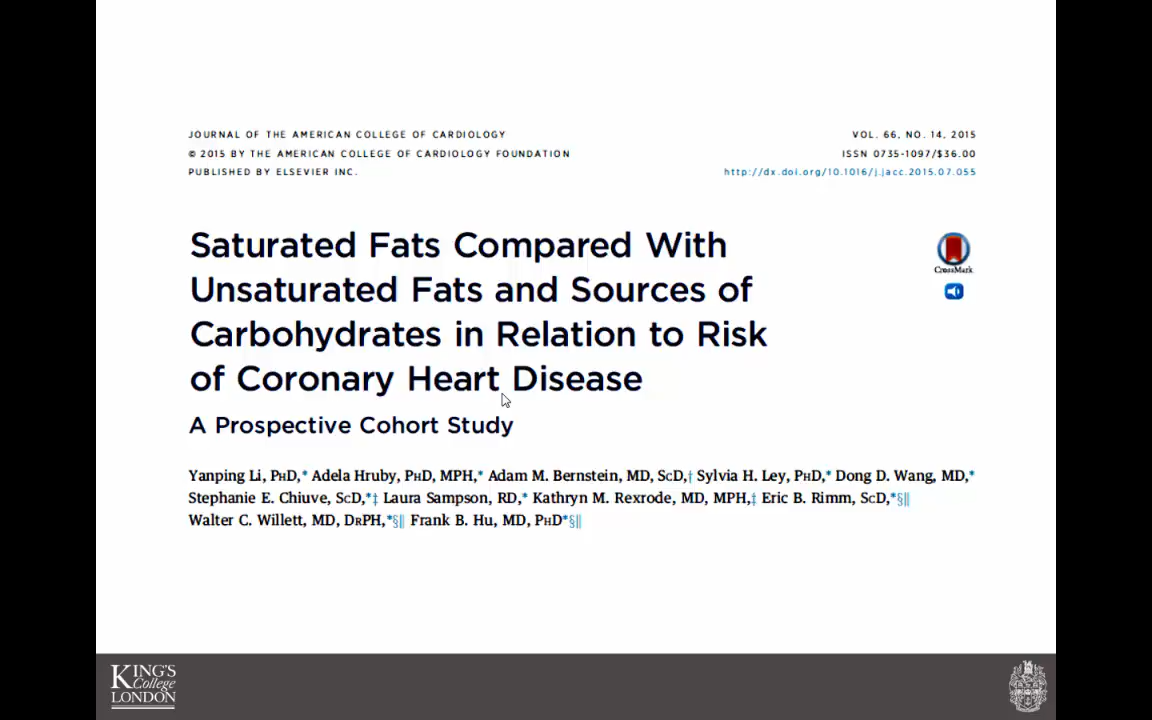 JOURNAL OF THE AMERICAN COLLEGE OF CARDIOLOGY
VOL. 66, NO. 14, 2015
© 2015 BY THE AMERICAN COLLEGE OF CARDIOLOGY FOUNDATION
ISSN 0735-1097/$36.00
PUBLISHED BY ELSEVIER INC.
http://dx.doi.org/10.1016/j.jacc.2015.07.055
Saturated Fats Compared With
Unsaturated Fats and Sources of
Carbohydrates in Relation to Risk
of Coronary Heart Disease
CrossMark
A Prospective Cohort Study
Yanping Li, PHD,* Adela Hruby, PHD, MPH,* Adam M. Bernstein, MD, SCD,† Sylvia H. Ley, PHD,* Dong D. Wang, MD,*
Stephanie E. Chiuve, SCD,*‡ Laura Sampson, RD,* Kathryn M. Rexrode, MD, MPH,‡ Eric B. Rimm, SCD,*§‖
Walter C. Willett, MD, DRPH,*§‖ Frank B. Hu, MD, PHD*§‖
KING'S
College
LONDON